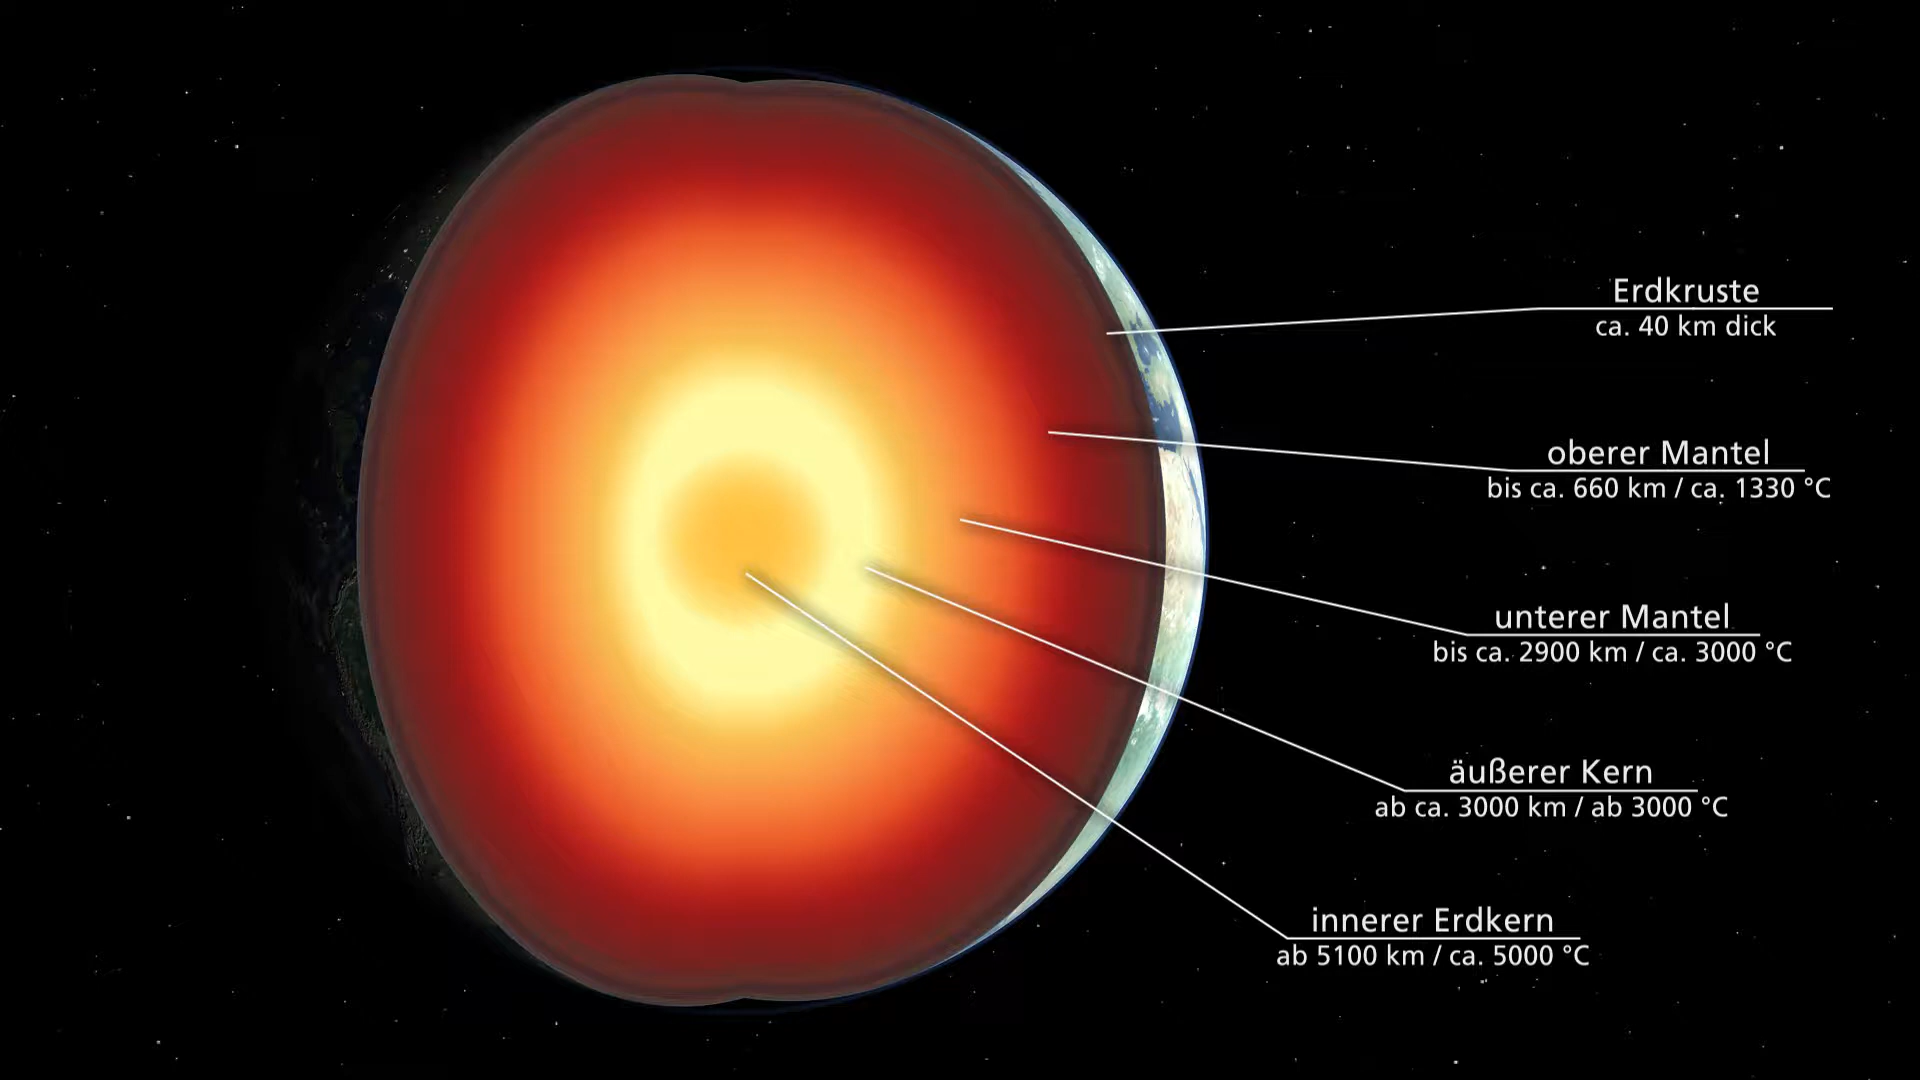 Erdkruste
ca. 40 km dick
oberer Mantel
bis ca. 660 km / ca. 1330 °C
unterer Mantel
bis ca. 2900 km / ca. 3000 °C
äußerer Kern
ab ca. 3000 km / ab 3000 °C
innerer Erdkern
ab 5100 km / ca. 5000 °C